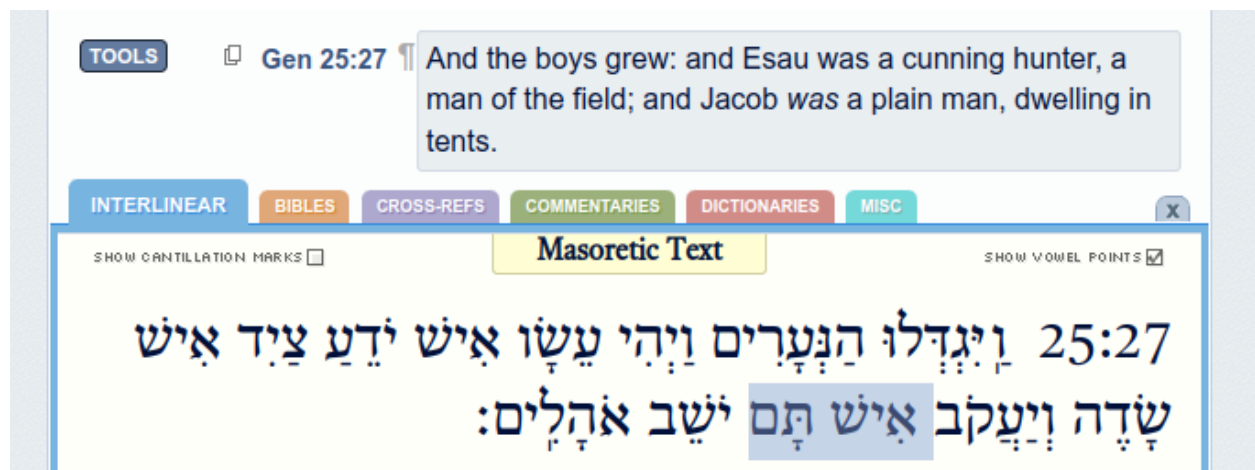 TOOLS Gen 25:27 ¶ And the boys grew: and Esau was a cunning hunter, a
man of the field; and Jacob was a plain man, dwelling in
tents.
INTERLINEAR BIBLES CROSS-REFS COMMENTARIES DICTIONARIES MISC X
SHOW CANTILLATION MARKS Masoretic Text SHOW VOWEL POINTS
25:27 וַֽיִּגְדְּלוּ הַנְּעָרִים וַיְהִי עֵשָׂו אִישׁ יֹדֵעַ צַיִד אִישׁ
שָׂדֶה וְיַעֲקֹב אִישׁ תָּם יֹשֵׁב אֹהָלִֽים׃